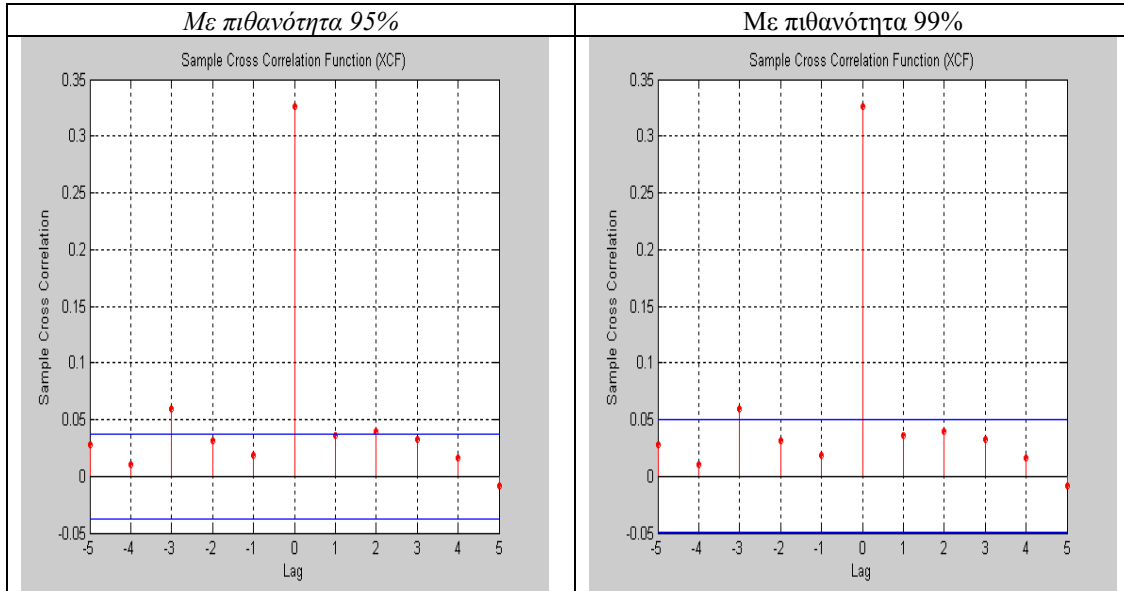 Με πιθανότητα 95%
Με πιθανότητα 99%
Sample Cross Correlation Function (XCF)
0.35
0.3
0.25
0.2
0.15
0.1
0.05
0
-0.05
Sample Cross Correlation
-5 -4 -3 -2 -1 0 1 2 3 4 5
Lag
Sample Cross Correlation Function (XCF)
0.35
0.3
0.25
0.2
0.15
0.1
0.05
0
-0.05
Sample Cross Correlation
-5 -4 -3 -2 -1 0 1 2 3 4 5
Lag